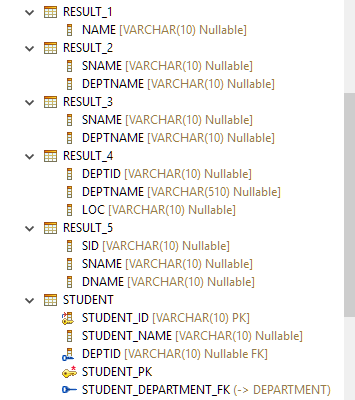 RESULT_1
NAME [VARCHAR(10) Nullable]
RESULT_2
SNAME [VARCHAR(10) Nullable]
DEPTNAME [VARCHAR(10) Nullable]
RESULT_3
SNAME [VARCHAR(10) Nullable]
DEPTNAME [VARCHAR(10) Nullable]
RESULT_4
DEPTID [VARCHAR(10) Nullable]
DEPTNAME [VARCHAR(510) Nullable]
LOC [VARCHAR(10) Nullable]
RESULT_5
SID [VARCHAR(10) Nullable]
SNAME [VARCHAR(10) Nullable]
DNAME [VARCHAR(10) Nullable]
STUDENT
STUDENT_ID [VARCHAR(10) PK]
STUDENT_NAME [VARCHAR(10) Nullable]
DEPTID [VARCHAR(10) Nullable FK]
STUDENT_PK
STUDENT_DEPARTMENT_FK (-> DEPARTMENT)